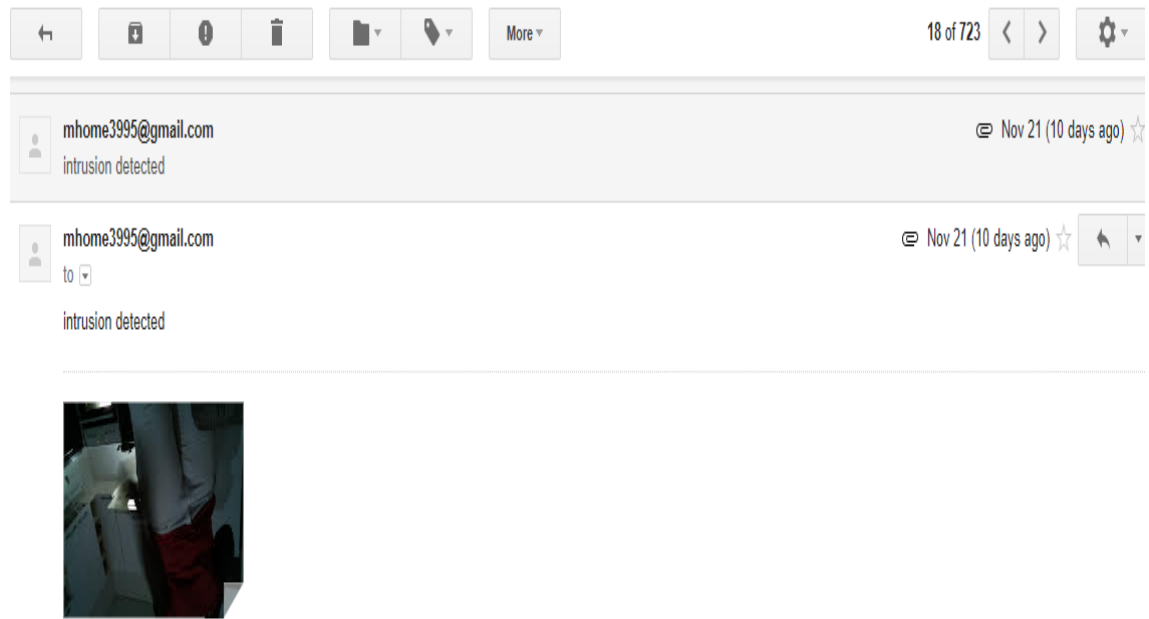 More
18 of 723
mhome3995@gmail.com
Nov 21 (10 days ago)
intrusion detected
mhome3995@gmail.com
Nov 21 (10 days ago)
to
intrusion detected